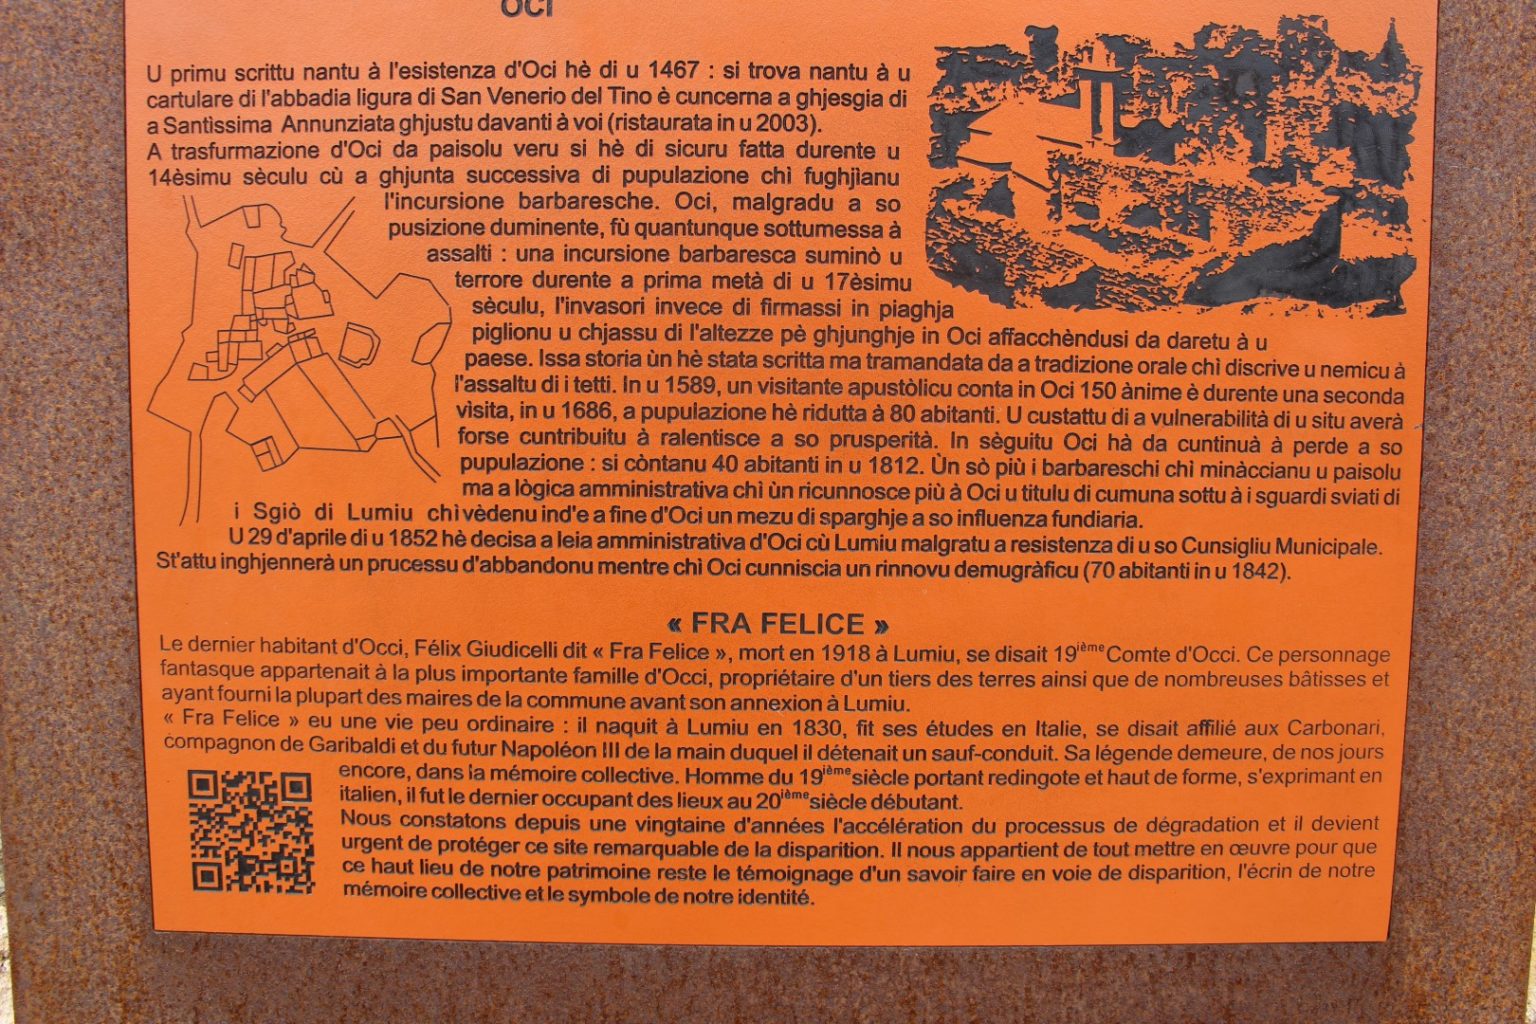 OCI
U primu scrittu nantu à l'esistenza d'Oci hè di u 1467 : si trova nantu à u
cartulare di l'abbadia ligura di San Venerio del Tino è cuncerna a ghjesgia di
a Santìssima Annunziata ghjustu davanti à voi (ristaurata in u 2003).
A trasfurmazione d'Oci da paisolu veru si hè di sicuru fatta durente u
14èsimu sèculu cù a ghjunta successiva di pupulazione chì fughjìanu
l'incursione barbaresche. Oci, malgradu a so
pusizione duminente, fù quantunque sottumessa à
assalti : una incursione barbaresca suminò u
terrore durente a prima metà di u 17èsimu
sèculu, l'invasori invece di firmassi in piaghja
piglionu u chjassu di l'altezze pè ghjunghje in Oci affacchèndusi da daretu à u
paese. Issa storia ùn hè stata scritta ma tramandata da a tradizione orale chì discrive u nemicu à
l'assaltu di i tetti. In u 1589, un visitante apustòlicu conta in Oci 150 ànime è durente una seconda
vìsita, in u 1686, a pupulazione hè ridutta à 80 abitanti. U custattu di a vulnerabilità di u situ averà
forse cuntribuitu à ralentisce a so prusperità. In sèguitu Oci hà da cuntinuà à perde a so
pupulazione : si còntanu 40 abitanti in u 1812. Ùn sò più i barbareschi chì minàccianu u paisolu
ma a lògica amministrativa chì ùn ricunnosce più à Oci u titulu di cumuna sottu à i sguardi sviati di
i Sgiò di Lumiu chì vèdenu ind'e a fine d'Oci un mezu di sparghje a so influenza fundiaria.
U 29 d'aprile di u 1852 hè decisa a leia amministrativa d'Oci cù Lumiu malgratu a resistenza di u so Cunsigliu Municipale.
St'attu inghjennerà un prucessu d'abbandonu mentre chì Oci cunniscia un rinnovu demugràficu (70 abitanti in u 1842).
« FRA FELICE »
Le dernier habitant d'Occi, Félix Giudicelli dit « Fra Felice », mort en 1918 à Lumiu, se disait 19ième Comte d'Occi. Ce personnage
fantasque appartenait à la plus importante famille d'Occi, propriétaire d'un tiers des terres ainsi que de nombreuses bâtisses et
ayant fourni la plupart des maires de la commune avant son annexion à Lumiu.
« Fra Felice » eu une vie peu ordinaire : il naquit à Lumiu en 1830, fit ses études en Italie, se disait affilié aux Carbonari,
compagnon de Garibaldi et du futur Napoléon III de la main duquel il détenait un sauf-conduit. Sa légende demeure, de nos jours
encore, dans la mémoire collective. Homme du 19ième siècle portant redingote et haut de forme, s'exprimant en
italien, il fut le dernier occupant des lieux au 20ième siècle débutant.
Nous constatons depuis une vingtaine d'années l'accélération du processus de dégradation et il devient
urgent de protéger ce site remarquable de la disparition. Il nous appartient de tout mettre en œuvre pour que
ce haut lieu de notre patrimoine reste le témoignage d'un savoir faire en voie de disparition, l'écrin de notre
mémoire collective et le symbole de notre identité.